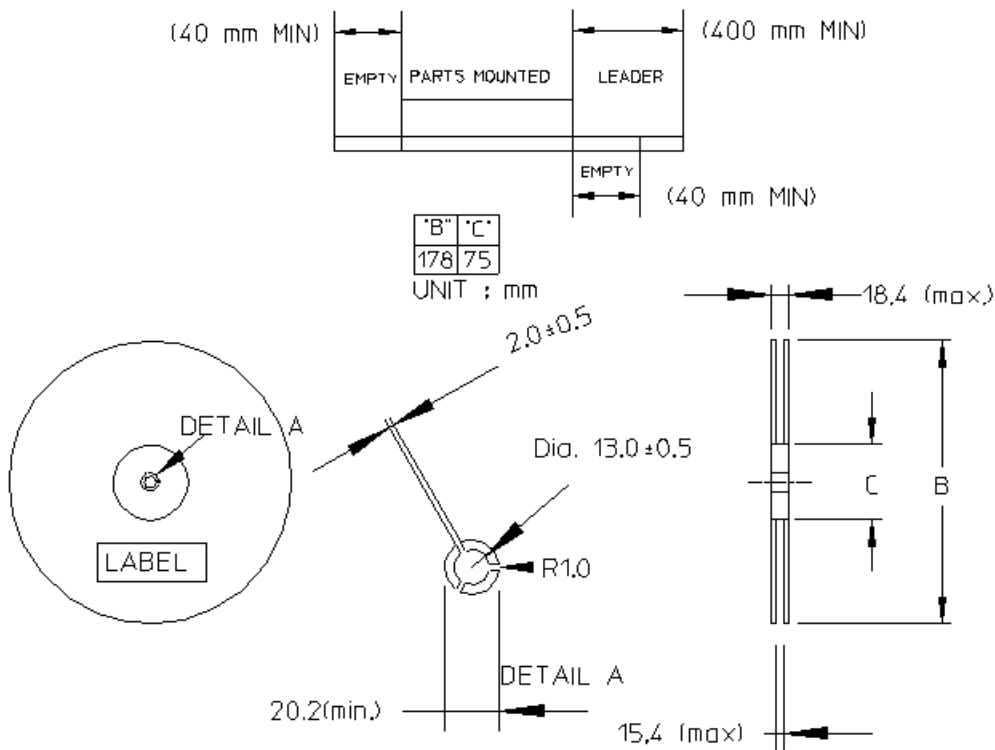 (40 mm MIN) (400 mm MIN)
EMPTY PARTS MOUNTED LEADER
EMPTY
(40 mm MIN)
"B" "C"
178 75
UNIT ; mm
18,4 (max,)
2.0±0.5
DETAIL A
Dia. 13.0±0.5
C B
LABEL
R1.0
DETAIL A
20.2(min.)
15,4 (max)